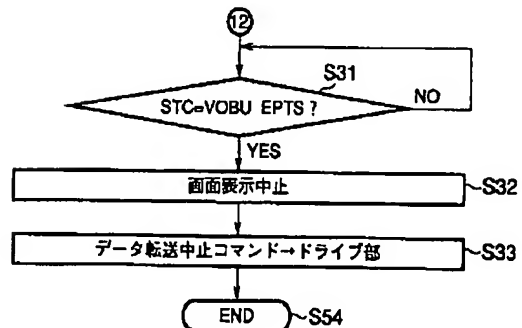 12
S31
STC=VOBU EPTS ?
NO
YES
画面表示中止
S32
データ転送中止コマンド→ドライブ部
S33
END
S54